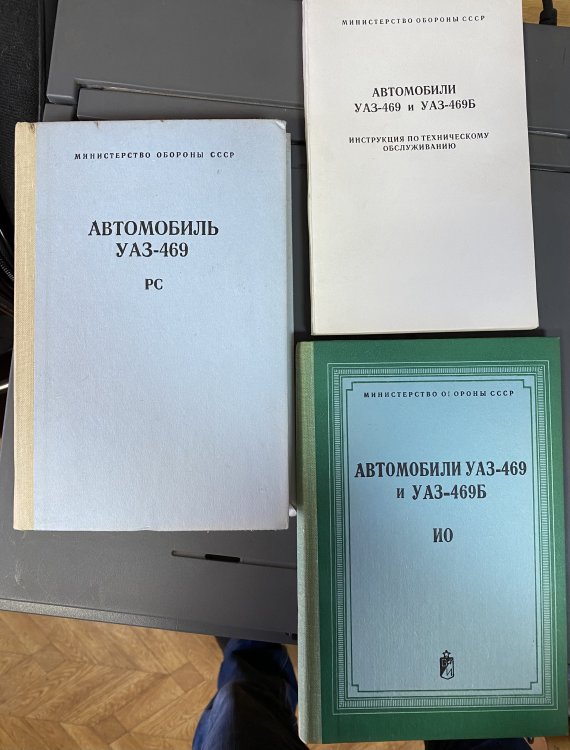 МИНИСТЕРСТВО ОБОРОНЫ СССР
АВТОМОБИЛЬ
УАЗ-469
РС
МИНИСТЕРСТВО ОБОРОНЫ СССР
АВТОМОБИЛИ
УАЗ-469 и УАЗ-469Б
ИНСТРУКЦИЯ ПО ТЕХНИЧЕСКОМУ
ОБСЛУЖИВАНИЮ
МИНИСТЕРСТВО ОБОРОНЫ СССР
АВТОМОБИЛИ УАЗ-469
и УАЗ-469Б
ИО